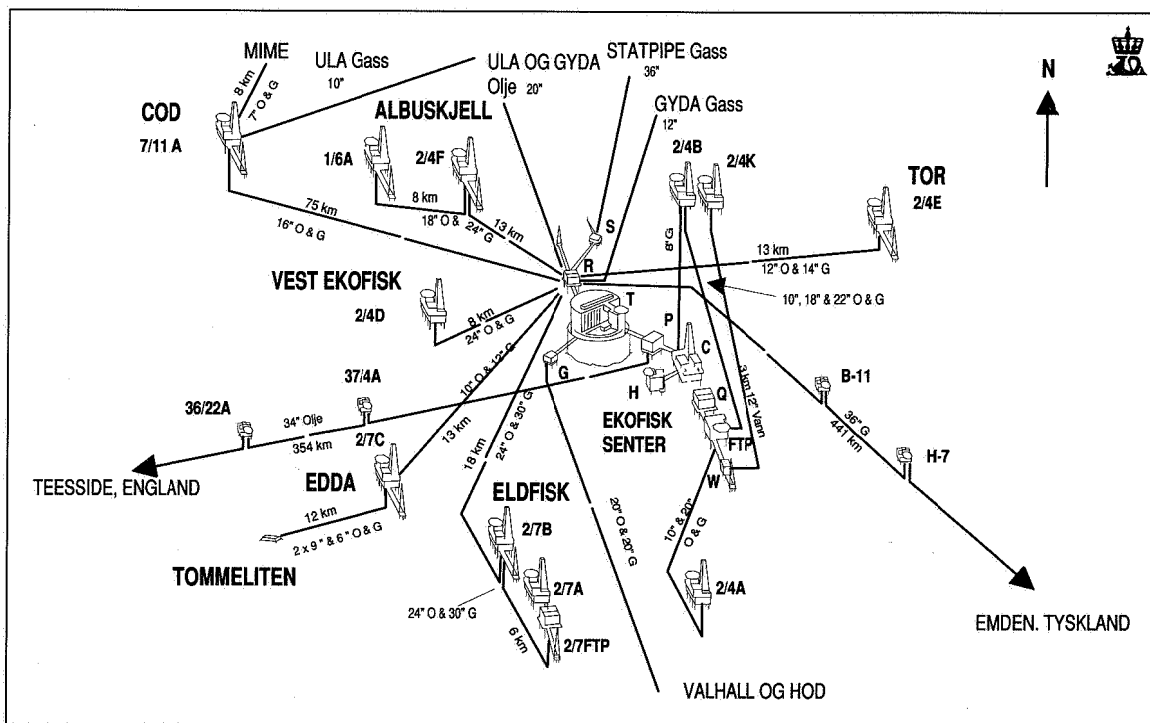 MIME
8 km
7" O & G
ULA Gass
10"
ULA OG GYDA
Olje 20"
STATPIPE Gass
36"
GYDA Gass
12"
N
COD
7/11 A
ALBUSKJELL
1/6A
2/4F
2/4B
2/4K
TOR
2/4E
8 km
18" O & 24" G
13 km
75 km
16" O & G
S
R
8" G
13 km
12" O & 14" G
10", 18" & 22" O & G
VEST EKOFISK
2/4D
8 km
24" O & G
T
P
C
G
H
Q
FTP
W
EKOFISK
SENTER
3 km 12" Vann
B-11
36" G
441 km
H-7
37/4A
36/22A
34" Olje
354 km
10" O & 12" G
13 km
2/7C
TEESSIDE, ENGLAND
EDDA
12 km
2 x 9" & 6" O & G
TOMMELITEN
18 km
24" O & 30" G
ELDFISK
2/7B
2/7A
24" O & 30" G
2/7FTP
6 km
20" O & 20" G
10" & 20"
O & G
2/4A
EMDEN. TYSKLAND
VALHALL OG HOD